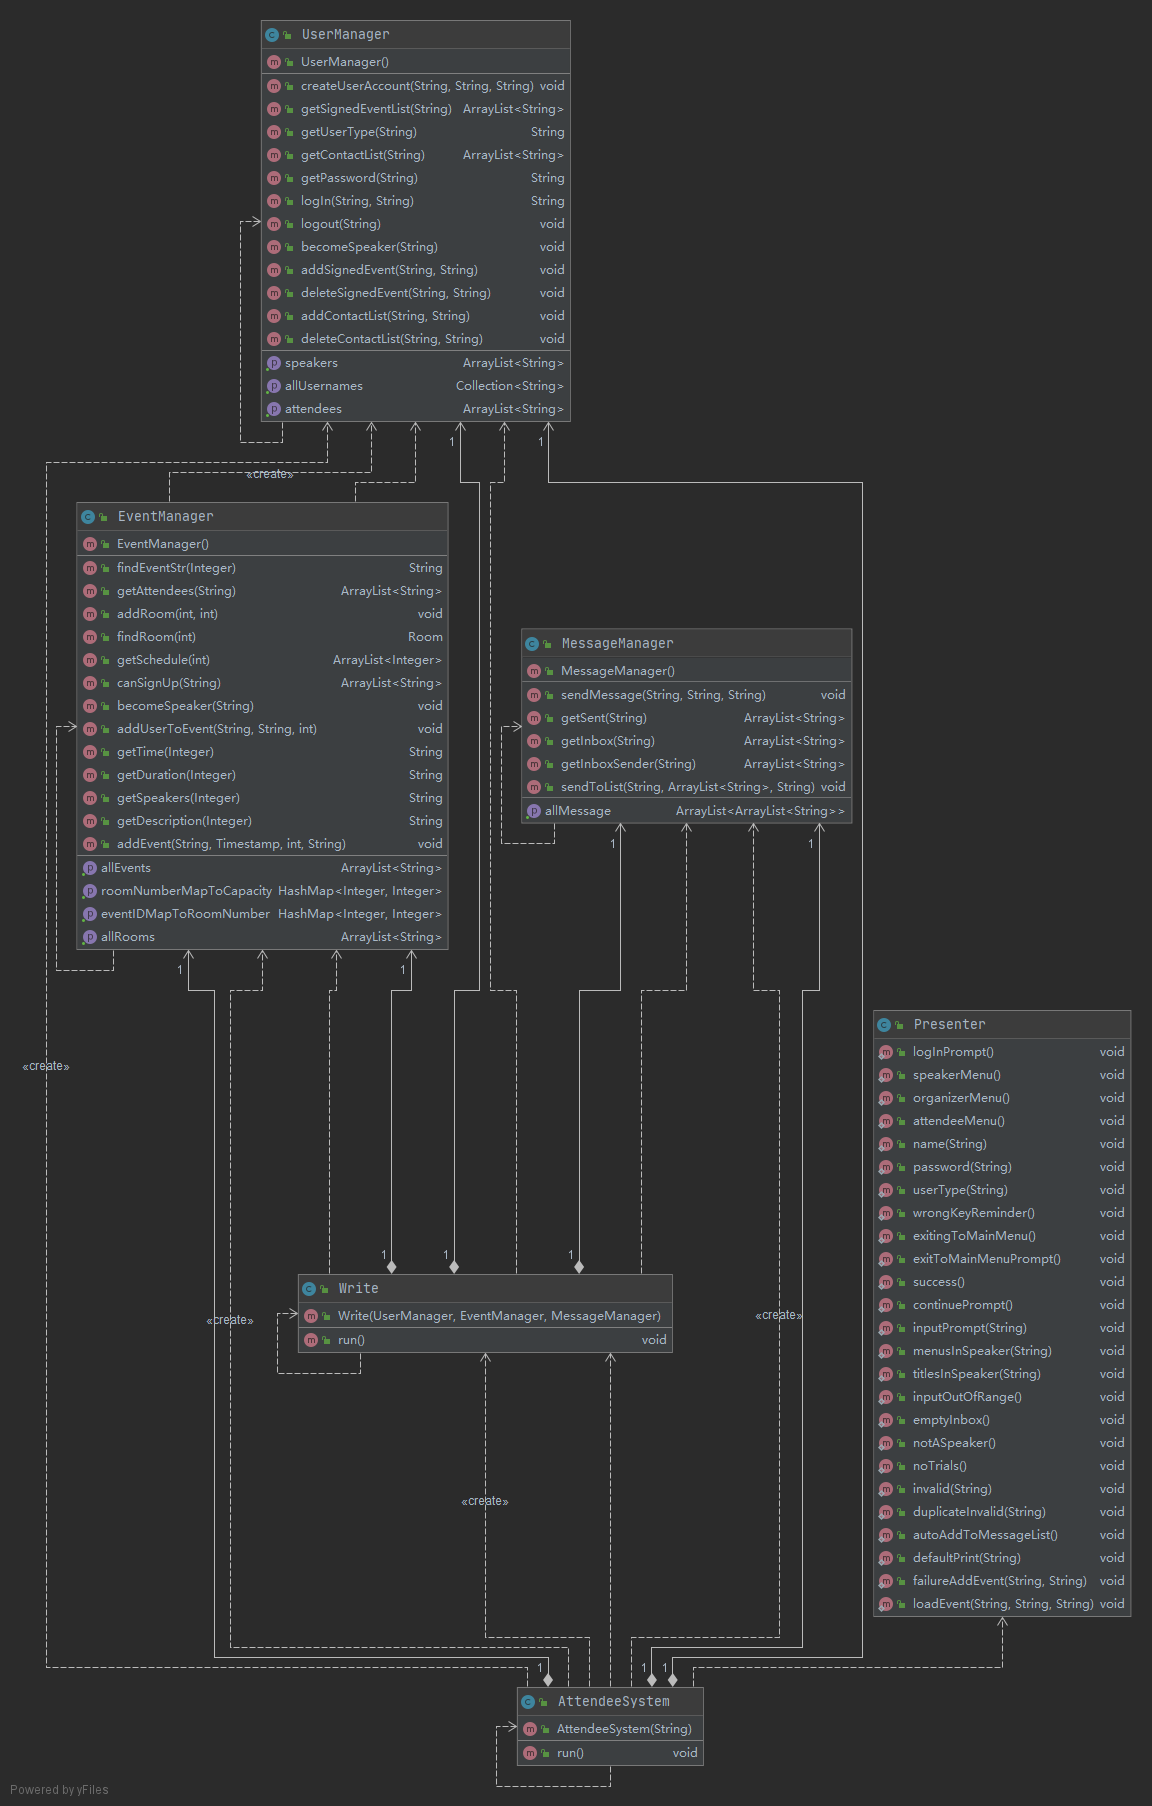 UserManager
UserManager()
createUserAccount(String, String, String) void
getSignedEventList(String) ArrayList<String>
getUserType(String) String
getContactList(String) ArrayList<String>
getPassword(String) String
logIn(String, String) String
logout(String) void
becomeSpeaker(String) void
addSignedEvent(String, String) void
deleteSignedEvent(String, String) void
addContactList(String, String) void
deleteContactList(String, String) void
speakers ArrayList<String>
allUsernames Collection<String>
attendees ArrayList<String>
1
1
«create»
EventManager
EventManager()
findEventStr(Integer) String
getAttendees(String) ArrayList<String>
addRoom(int, int) void
findRoom(int) Room
getSchedule(int) ArrayList<Integer>
canSignUp(String) ArrayList<String>
becomeSpeaker(String) void
addUserToEvent(String, String, int) void
getTime(Integer) String
getDuration(Integer) String
getSpeakers(Integer) String
getDescription(Integer) String
addEvent(String, Timestamp, int, String) void
allEvents ArrayList<String>
roomNumberMapToCapacity HashMap<Integer, Integer>
eventIDMapToRoomNumber HashMap<Integer, Integer>
allRooms ArrayList<String>
1
1
MessageManager
MessageManager()
sendMessage(String, String, String) void
getSent(String) ArrayList<String>
getInbox(String) ArrayList<String>
getInboxSender(String) ArrayList<String>
sendToList(String, ArrayList<String>, String) void
allMessage ArrayList<ArrayList<String>>
1
1
«create»
Presenter
logInPrompt() void
speakerMenu() void
organizerMenu() void
attendeeMenu() void
name(String) void
password(String) void
userType(String) void
wrongKeyReminder() void
exitingToMainMenu() void
exitToMainMenuPrompt() void
success() void
continuePrompt() void
inputPrompt(String) void
menusInSpeaker(String) void
titlesInSpeaker(String) void
inputOutOfRange() void
emptyInbox() void
notASpeaker() void
noTrials() void
invalid(String) void
duplicateInvalid(String) void
autoAddToMessageList() void
defaultPrint(String) void
failureAddEvent(String, String) void
loadEvent(String, String, String) void
1
1
1
Write
Write(UserManager, EventManager, MessageManager)
run() void
«create»
«create»
«create»
1
1
1
AttendeeSystem
AttendeeSystem(String)
run() void
Powered by yFiles